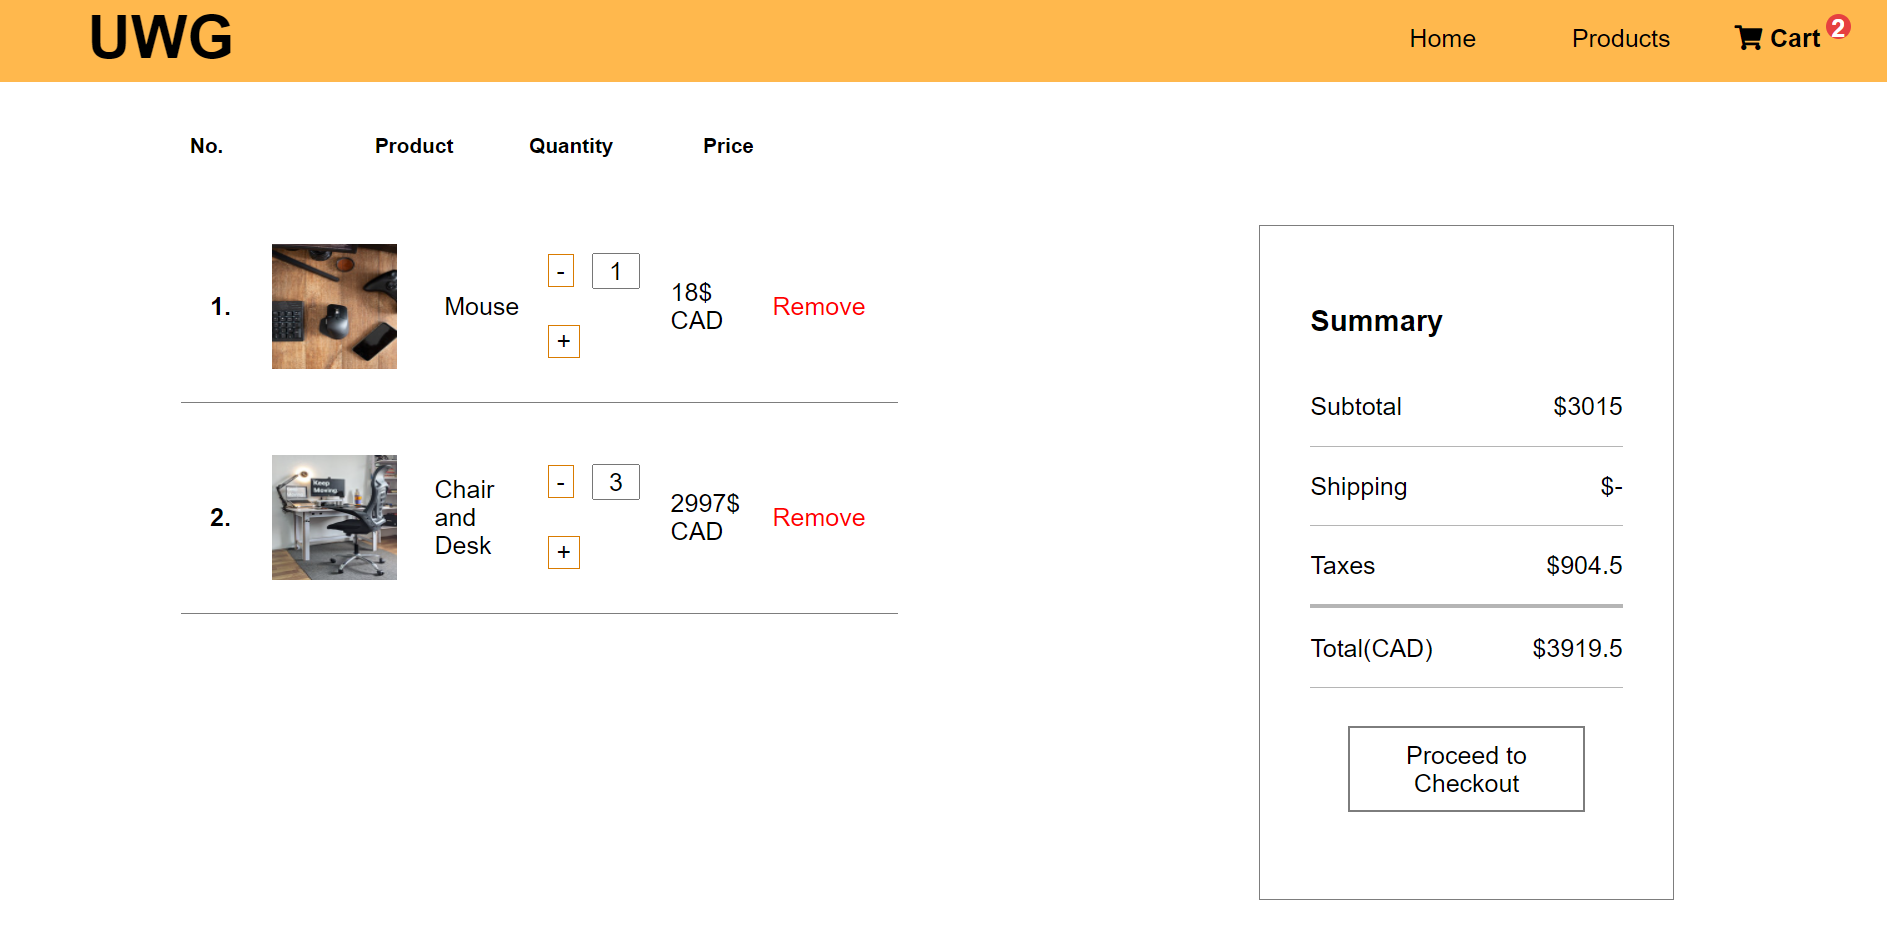 UWG
Home
Products
Cart
2
No.
Product
Quantity
Price
1.
Mouse
-
1
+
18$
CAD
Remove
2.
Keep
Moving
Chair
and
Desk
-
3
+
2997$
CAD
Remove
Summary
Subtotal
$3015
Shipping
$-
Taxes
$904.5
Total(CAD)
$3919.5
Proceed to
Checkout